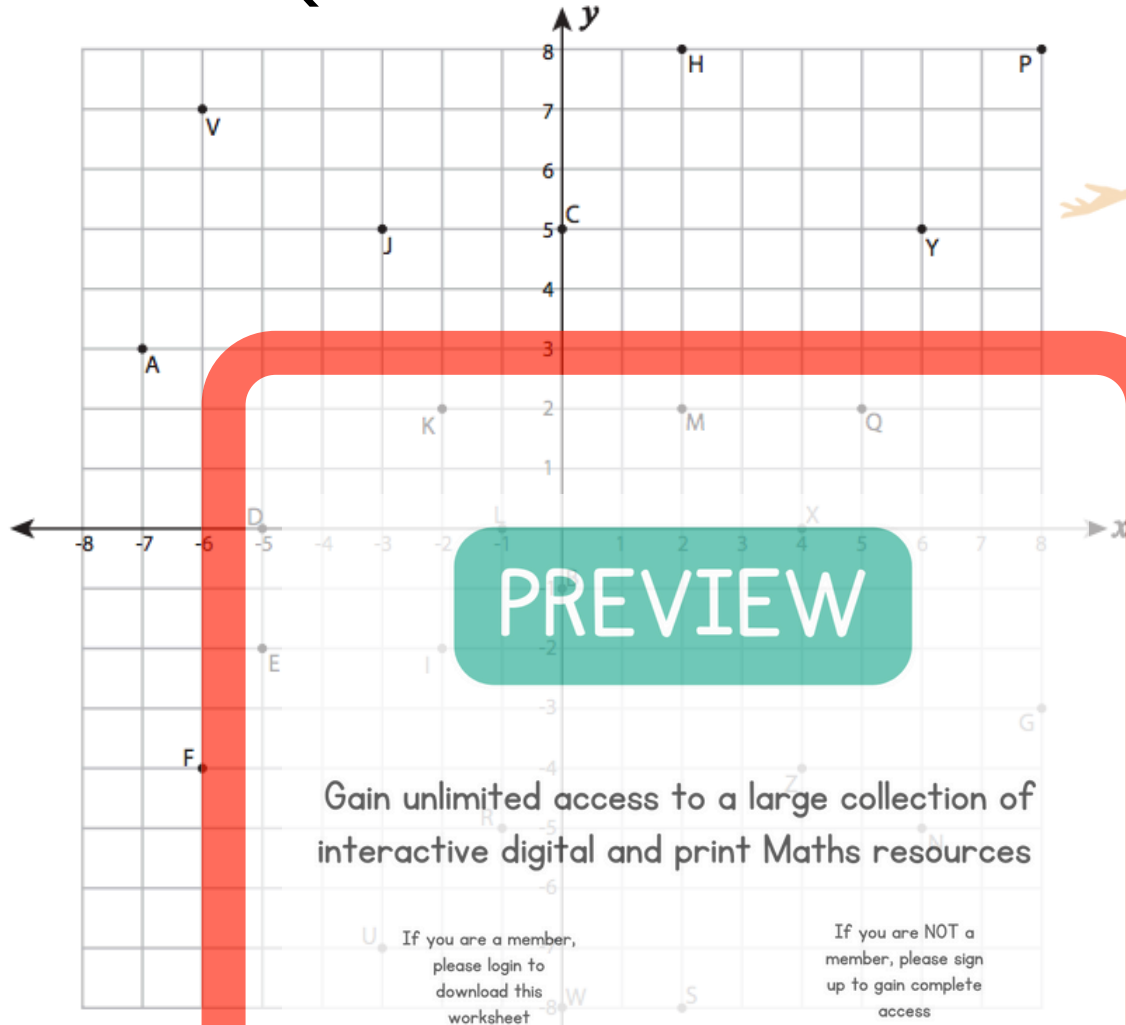 y
8 H P
7 V
6
5 J C Y
4
3 A
2 K M Q
1
D L X
-8 -7 -6 -5 -4 -3 -2 -1 1 2 3 4 5 6 7 8 x
PREVIEW
-2 E I
-3 G
F -4 Z
Gain unlimited access to a large collection of
R -5 N
interactive digital and print Maths resources
-6
U
If you are a member,
please login to
download this
worksheet
If you are NOT a
member, please sign
up to gain complete
access
-8 W S